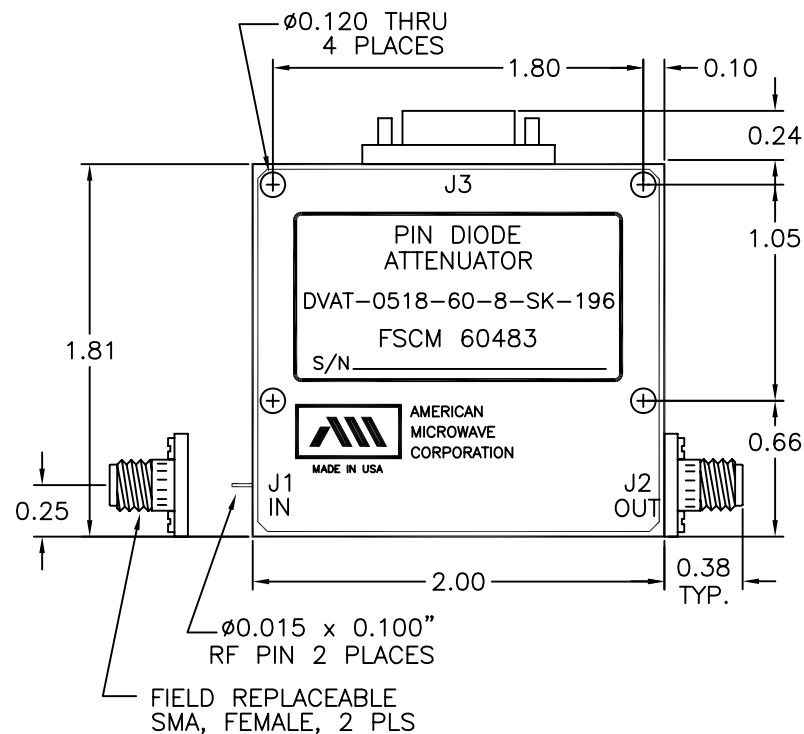 ø0.120 THRU
4 PLACES
1.80
0.10
0.24
J3
PIN DIODE
ATTENUATOR
1.05
DVAT-0518-60-8-SK-196
FSCM 60483
1.81
S/N
AMERICAN
MICROWAVE
CORPORATION
MADE IN USA
0.66
J1
IN
J2
OUT
0.25
2.00
0.38
TYP.
ø0.015 x 0.100”
RF PIN 2 PLACES
FIELD REPLACEABLE
SMA, FEMALE, 2 PLS